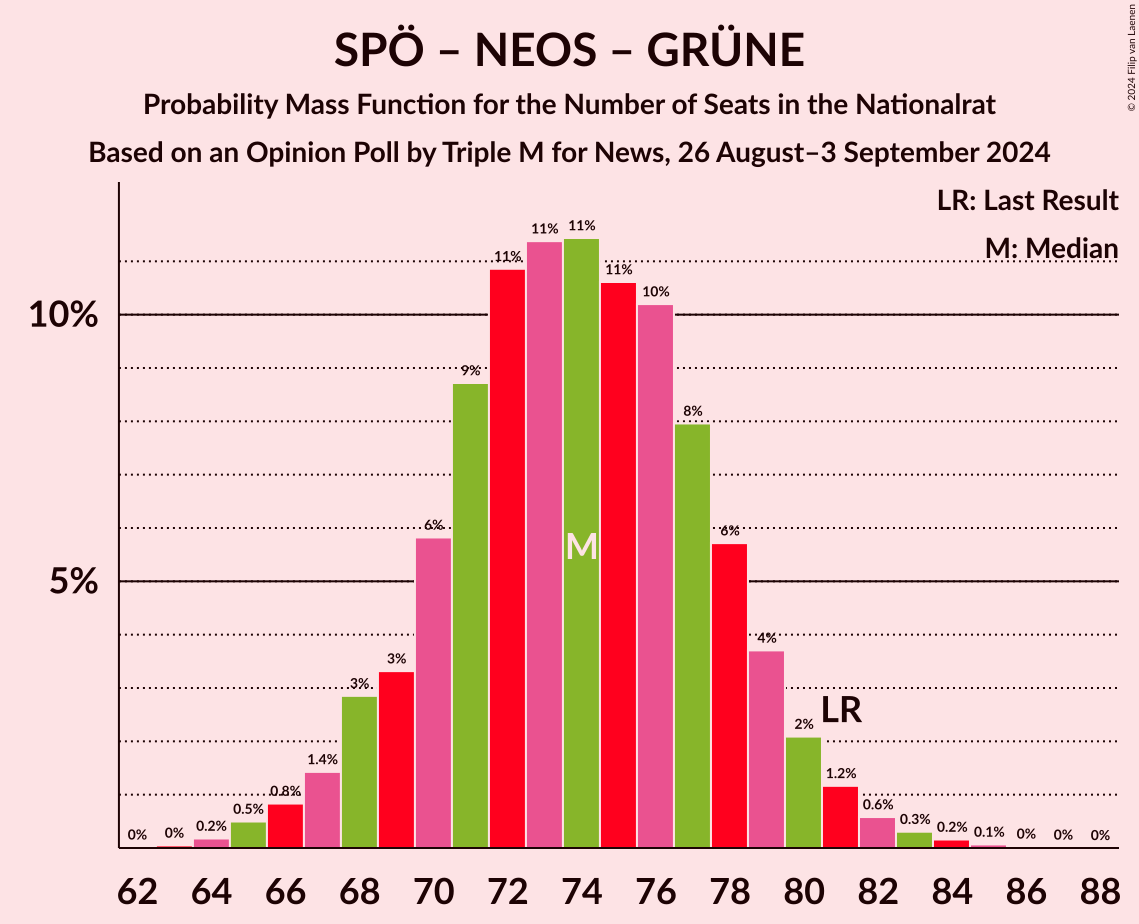 SPÖ – NEOS – GRÜNE
Probability Mass Function for the Number of Seats in the Nationalrat
Based on an Opinion Poll by Triple M for News, 26 August–3 September 2024
© 2024 Filip van Laenen
LR: Last Result
M: Median
10%
5%
0% 0% 0.2% 0.5% 0.8% 1.4% 3% 3% 6% 9% 11% 11% 11% 11% 10% 8% 6% 4% 2% 1.2% 0.6% 0.3% 0.2% 0.1% 0% 0% 0%
M
LR
62 64 66 68 70 72 74 76 78 80 82 84 86 88